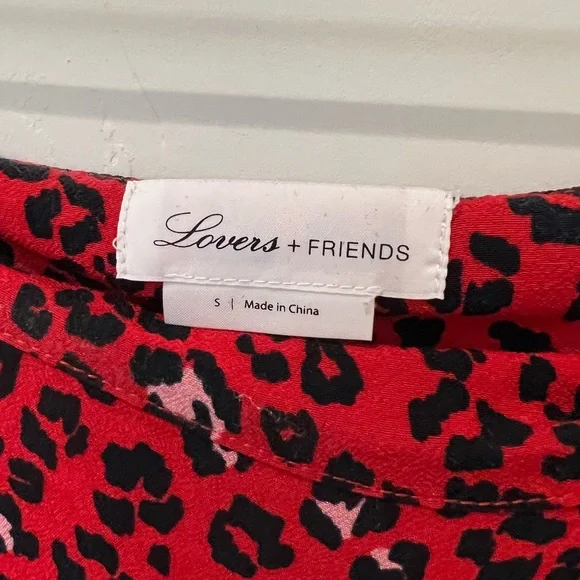 Lovers + FRIENDS
S | Made in China